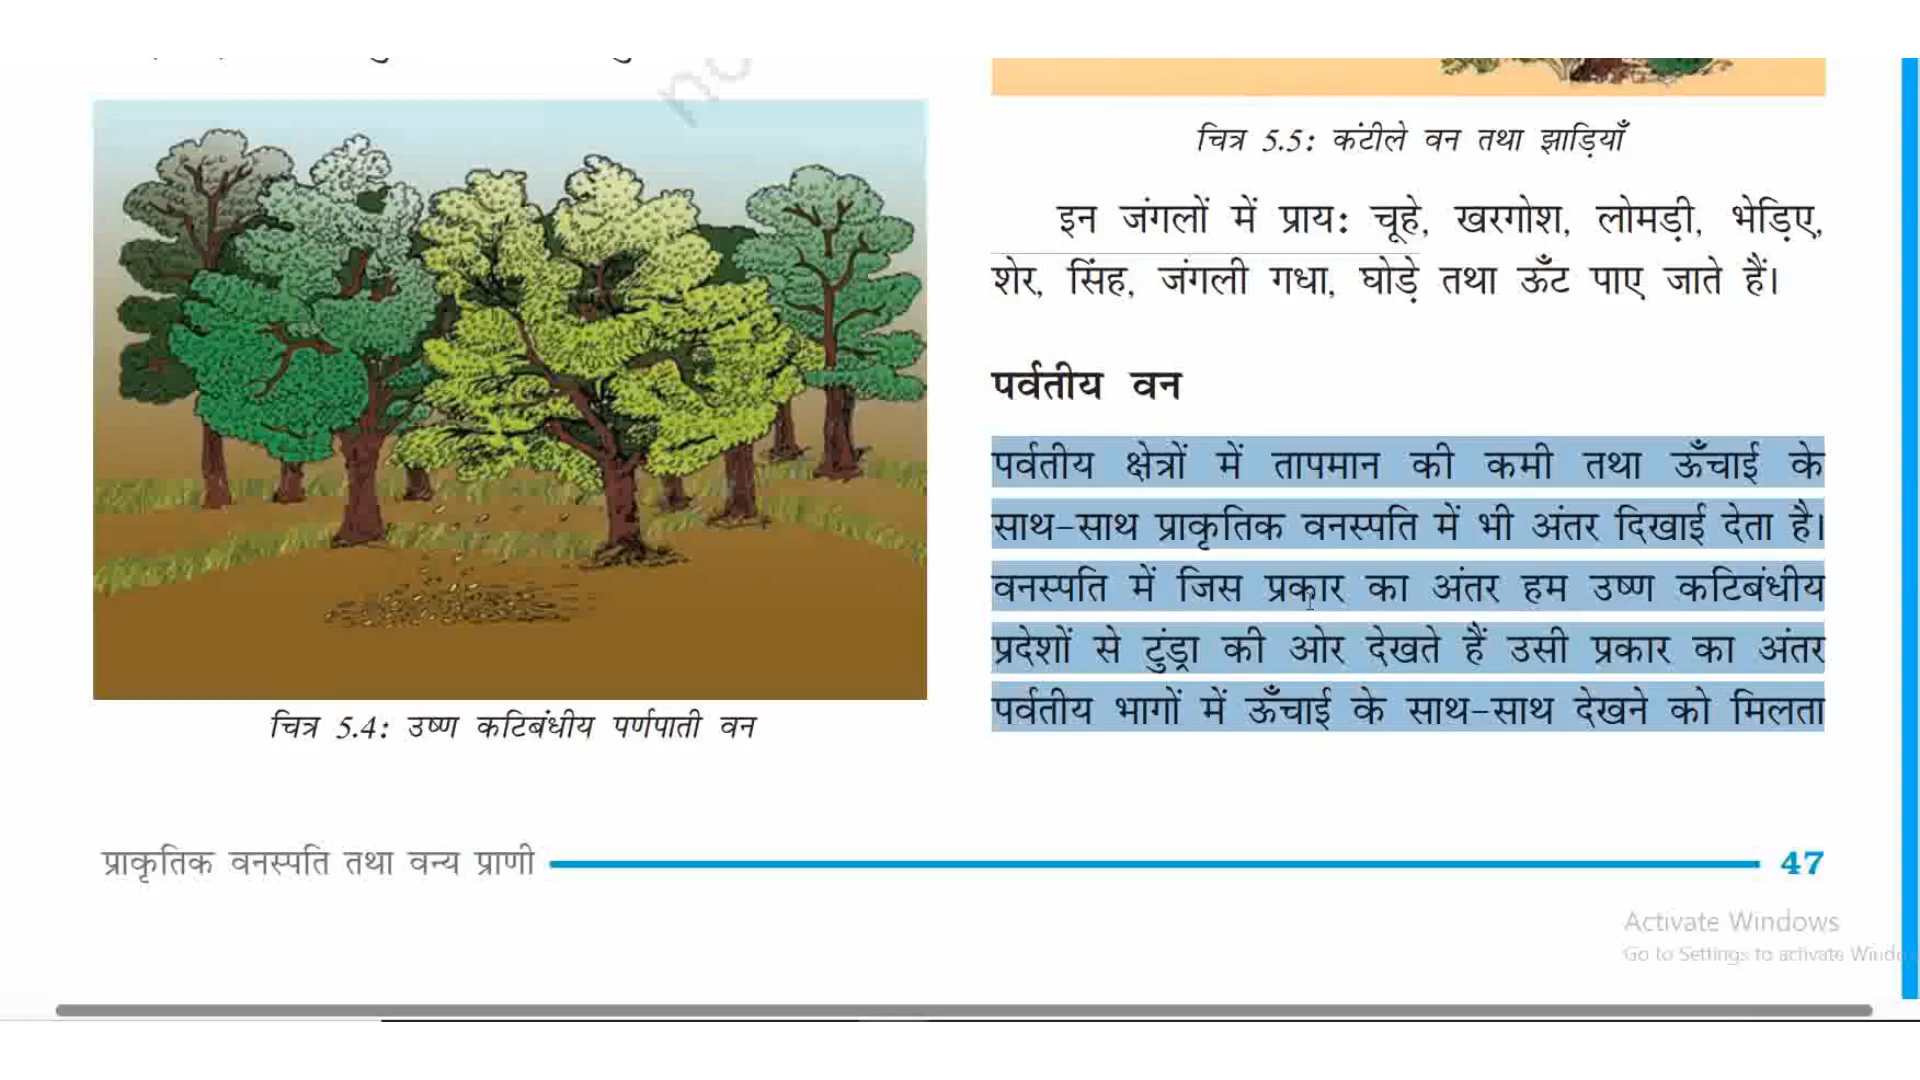 चित्र 5.4: उष्ण कटिबंधीय पर्णपाती वन
चित्र 5.5: कंटीले वन तथा झाड़ियाँ
इन जंगलों में प्राय: चूहे, खरगोश, लोमड़ी, भेड़िए,
शेर, सिंह, जंगली गधा, घोड़े तथा ऊँट पाए जाते हैं।
पर्वतीय वन
पर्वतीय क्षेत्रों में तापमान की कमी तथा ऊँचाई के
साथ-साथ प्राकृतिक वनस्पति में भी अंतर दिखाई देता है।
वनस्पति में जिस प्रकार का अंतर हम उष्ण कटिबंधीय
प्रदेशों से टुंड्रा की ओर देखते हैं उसी प्रकार का अंतर
पर्वतीय भागों में ऊँचाई के साथ-साथ देखने को मिलता
प्राकृतिक वनस्पति तथा वन्य प्राणी 47
Activate Windows
Go to Settings to activate